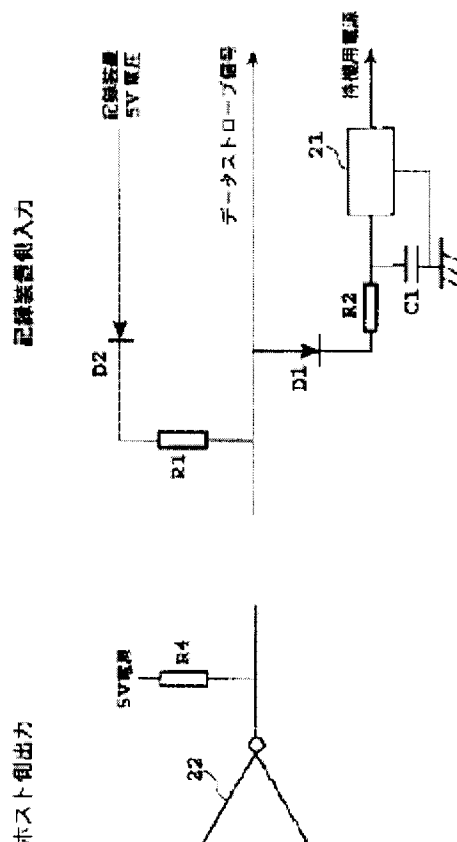 記録装置側入力
記録装置
5V電圧
D2
R1
データストローブ信号
D1
R2
C1
21
待機用電源
ホスト側出力
5V電源
R4
22